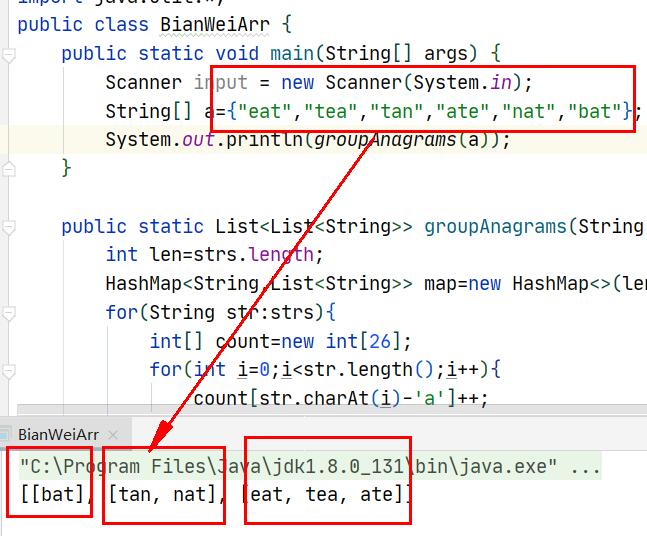 import java.util.*;
public class BianWeiArr {
public static void main(String[] args) {
Scanner input = new Scanner(System.in);
String[] a={"eat","tea","tan","ate","nat","bat"};
System.out.println(groupAnagrams(a));
}
public static List<List<String>> groupAnagrams(String
int len=strs.length;
HashMap<String,List<String>> map=new HashMap<>(len
for(String str:strs){
int[] count=new int[26];
for(int i=0;i<str.length();i++){
count[str.charAt(i)-'a']++;
BianWeiArr ×
"C:\Program Files\Java\jdk1.8.0_131\bin\java.exe" ...
[[bat], [tan, nat], [eat, tea, ate]]